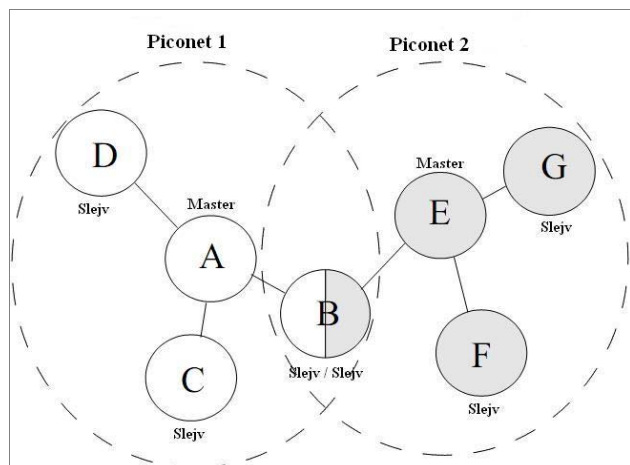 Piconet 1
Piconet 2
D
Slejv
Master
A
C
Slejv
B
Slejv / Slejv
Master
E
G
Slejv
F
Slejv